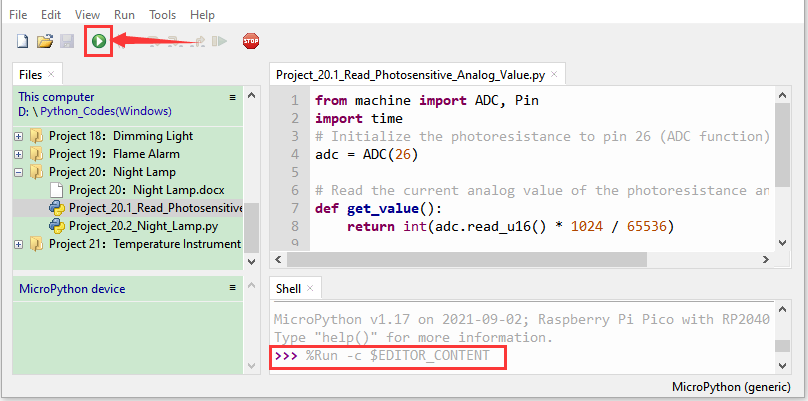 File Edit View Run Tools Help
STOP
Files ×
This computer
D: \ Python_Codes(Windows)
Project 18：Dimming Light
Project 19：Flame Alarm
Project 20：Night Lamp
Project 20：Night Lamp.docx
Project_20.1_Read_Photosensitive
Project_20.2_Night_Lamp.py
Project 21：Temperature Instrument
MicroPython device
Project_20.1_Read_Photosensitive_Analog_Value.py ×
1 from machine import ADC, Pin
2 import time
3 # Initialize the photoresistance to pin 26 (ADC function)
4 adc = ADC(26)
5
6 # Read the current analog value of the photoresistance an
7 def get_value():
8 return int(adc.read_u16() * 1024 / 65536)
9
Shell ×
MicroPython v1.17 on 2021-09-02; Raspberry Pi Pico with RP2040
Type "help()" for more information.
>>> %Run -c $EDITOR_CONTENT
MicroPython (generic)